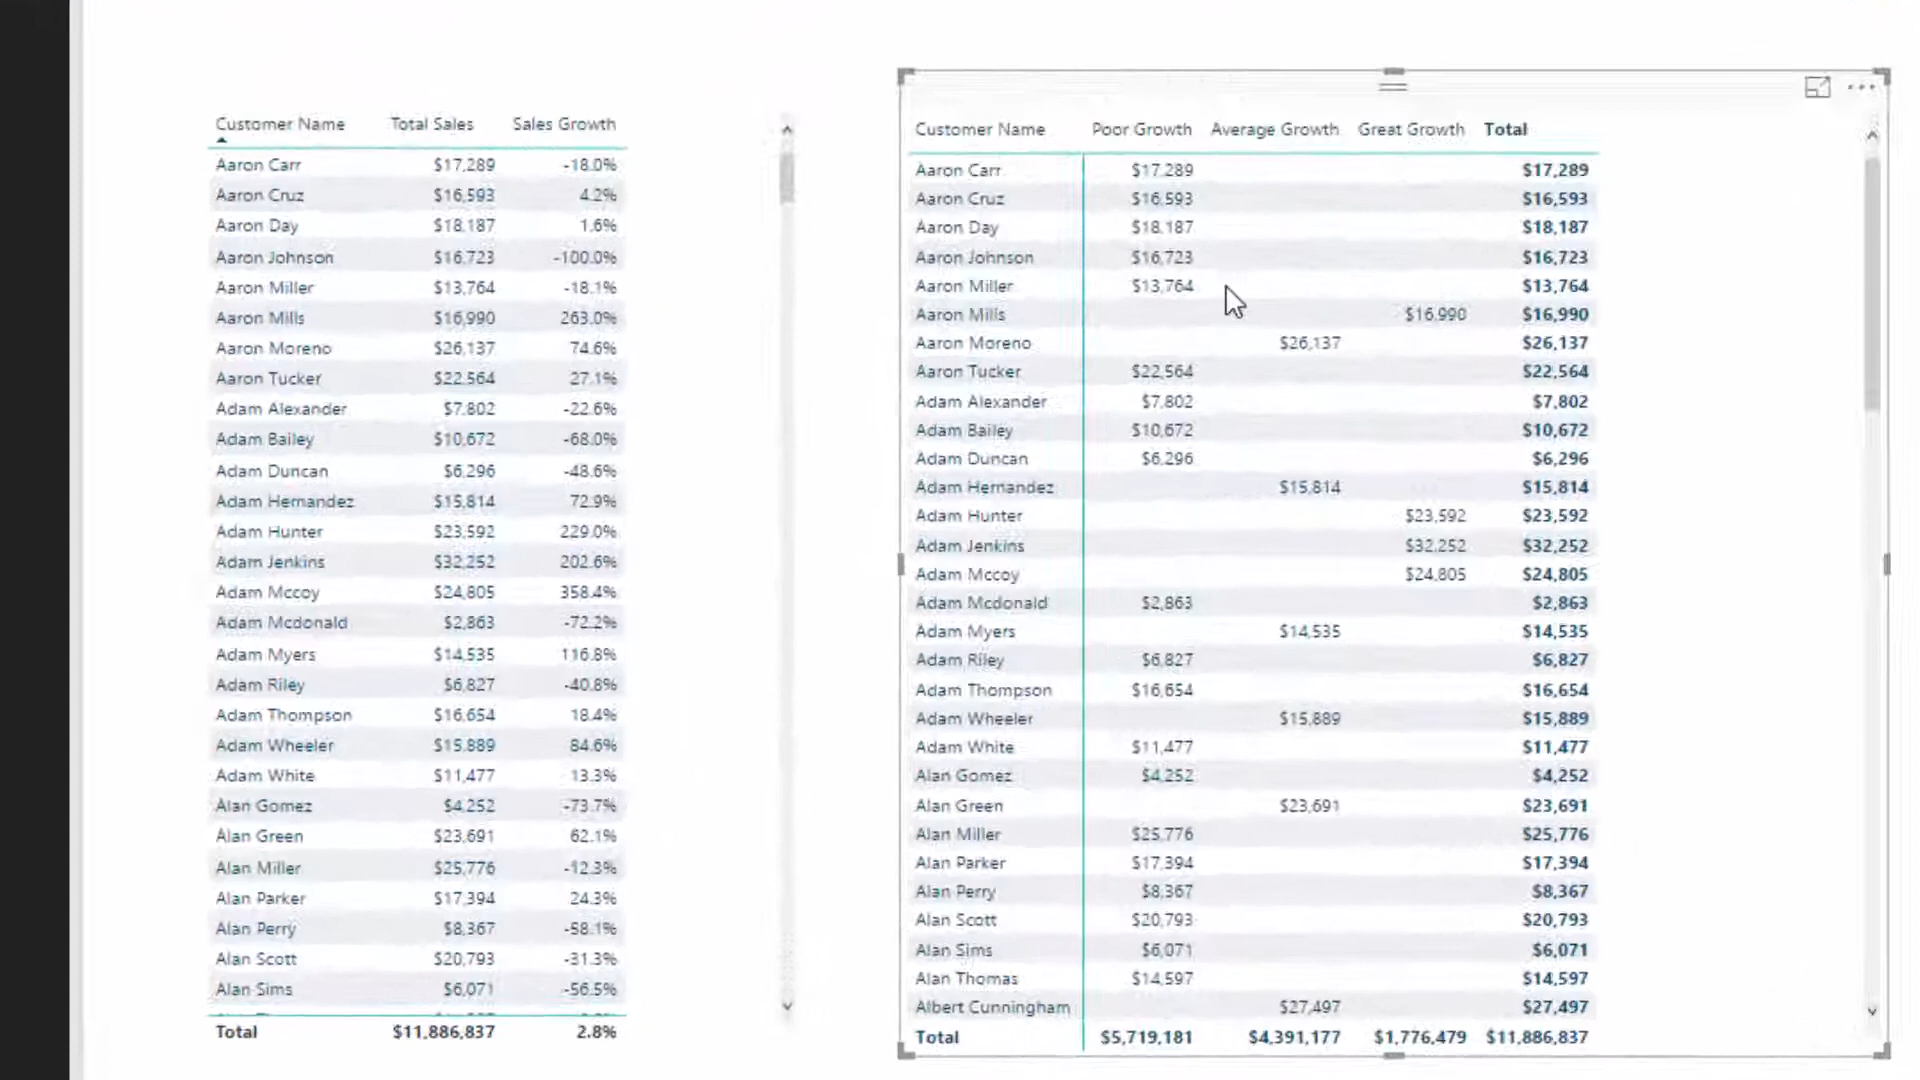 Customer Name Total Sales Sales Growth
Aaron Carr $17,289 -18.0%
Aaron Cruz $16,593 4.2%
Aaron Day $18,187 1.6%
Aaron Johnson $16,723 -100.0%
Aaron Miller $13,764 -18.1%
Aaron Mills $16,990 263.0%
Aaron Moreno $26,137 74.6%
Aaron Tucker $22,564 27.1%
Adam Alexander $7,802 -22.6%
Adam Bailey $10,672 -68.0%
Adam Duncan $6,296 -48.6%
Adam Hernandez $15,814 72.9%
Adam Hunter $23,592 229.0%
Adam Jenkins $32,252 202.6%
Adam Mccoy $24,805 358.4%
Adam Mcdonald $2,863 -72.2%
Adam Myers $14,535 116.8%
Adam Riley $6,827 -40.8%
Adam Thompson $16,654 18.4%
Adam Wheeler $15,889 84.6%
Adam White $11,477 13.3%
Alan Gomez $4,252 -73.7%
Alan Green $23,691 62.1%
Alan Miller $25,776 -12.3%
Alan Parker $17,394 24.3%
Alan Perry $8,367 -58.1%
Alan Scott $20,793 -31.3%
Alan Sims $6,071 -56.5%
Total $11,886,837 2.8%
Customer Name Poor Growth Average Growth Great Growth Total
Aaron Carr $17,289 $17,289
Aaron Cruz $16,593 $16,593
Aaron Day $18,187 $18,187
Aaron Johnson $16,723 $16,723
Aaron Miller $13,764 $13,764
Aaron Mills $16,990 $16,990
Aaron Moreno $26,137 $26,137
Aaron Tucker $22,564 $22,564
Adam Alexander $7,802 $7,802
Adam Bailey $10,672 $10,672
Adam Duncan $6,296 $6,296
Adam Hernandez $15,814 $15,814
Adam Hunter $23,592 $23,592
Adam Jenkins $32,252 $32,252
Adam Mccoy $24,805 $24,805
Adam Mcdonald $2,863 $2,863
Adam Myers $14,535 $14,535
Adam Riley $6,827 $6,827
Adam Thompson $16,654 $16,654
Adam Wheeler $15,889 $15,889
Adam White $11,477 $11,477
Alan Gomez $4,252 $4,252
Alan Green $23,691 $23,691
Alan Miller $25,776 $25,776
Alan Parker $17,394 $17,394
Alan Perry $8,367 $8,367
Alan Scott $20,793 $20,793
Alan Sims $6,071 $6,071
Alan Thomas $14,597 $14,597
Albert Cunningham $27,497 $27,497
Total $5,719,181 $4,391,177 $1,776,479 $11,886,837